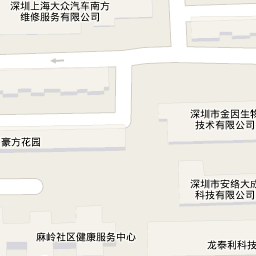 深圳上海大众汽车南方
维修服务有限公司
深圳市金因生物
技术有限公司
豪方花园
深圳市安络大成
科技有限公司
麻岭社区健康服务中心
龙泰利科技